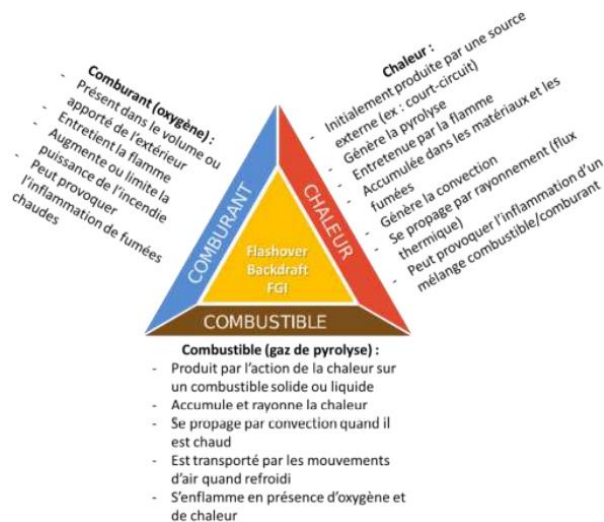 Comburant (oxygène) :
- Présent dans le volume ou
apporté de l'extérieur
- Entretient la flamme
- Augmente ou limite la
puissance de l'incendie
- Peut provoquer
l'inflammation de fumées
chaudes
Chaleur :
- Initialement produite par une source
externe (ex : court-circuit)
- Génère la pyrolyse
- Entretenue par la flamme
- Accumulée dans les matériaux et les
fumées
- Génère la convection
- Se propage par rayonnement (flux
thermique)
- Peut provoquer l'inflammation d'un
mélange combustible/comburant
COMBURANT
CHALEUR
Flashover
Backdraft
FGI
COMBUSTIBLE
Combustible (gaz de pyrolyse) :
- Produit par l'action de la chaleur sur
un combustible solide ou liquide
- Accumule et rayonne la chaleur
- Se propage par convection quand il
est chaud
- Est transporté par les mouvements
d'air quand refroidi
- S'enflamme en présence d'oxygène et
de chaleur